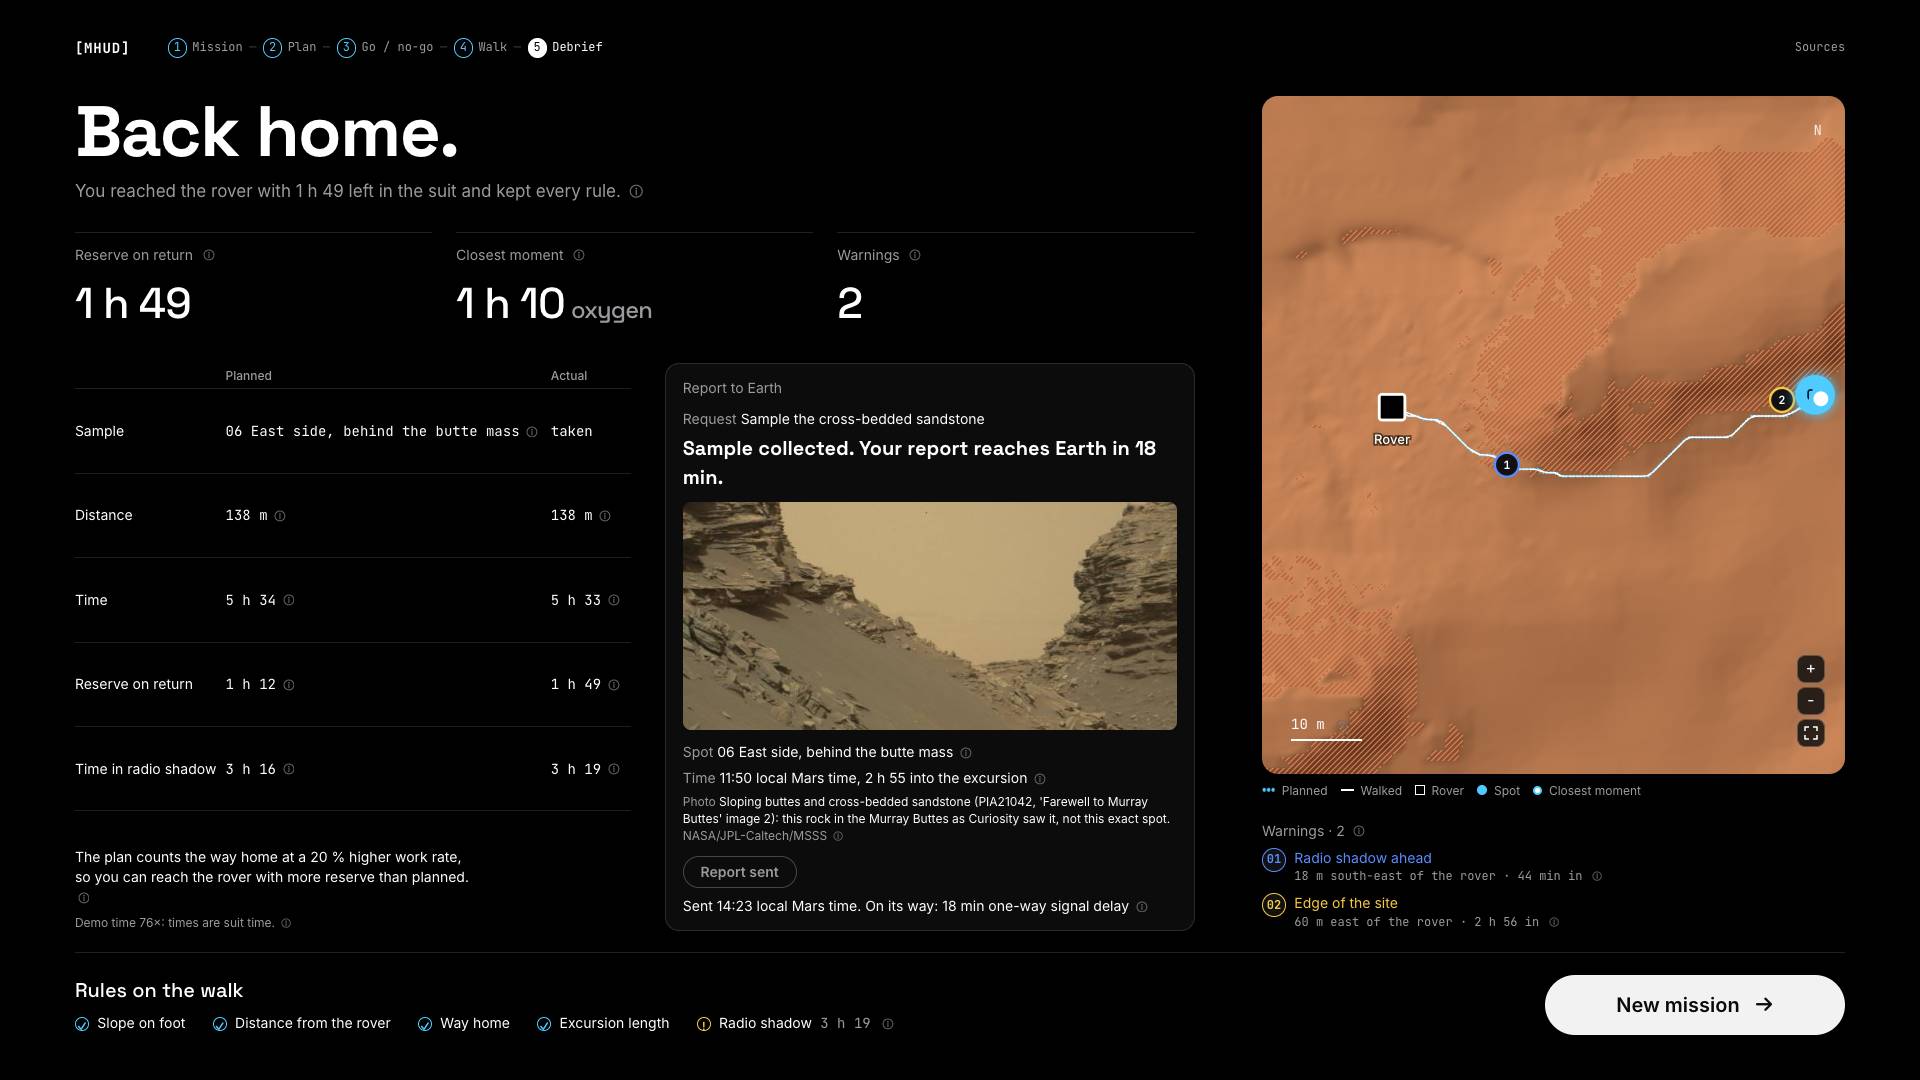 [MHUD]
1 Mission — 2 Plan — 3 Go / no-go — 4 Walk — 5 Debrief
Sources
Back home.
You reached the rover with 1 h 49 left in the suit and kept every rule.
Reserve on return
1 h 49
Closest moment
1 h 10 oxygen
Warnings
2
Planned Actual
Sample 06 East side, behind the butte mass taken
Distance 138 m 138 m
Time 5 h 34 5 h 33
Reserve on return 1 h 12 1 h 49
Time in radio shadow 3 h 16 3 h 19
The plan counts the way home at a 20 % higher work rate,
so you can reach the rover with more reserve than planned.
Demo time 76×: times are suit time.
Report to Earth
Request Sample the cross-bedded sandstone
Sample collected. Your report reaches Earth in 18
min.
Spot 06 East side, behind the butte mass
Time 11:50 local Mars time, 2 h 55 into the excursion
Photo Sloping buttes and cross-bedded sandstone (PIA21042, 'Farewell to Murray
Buttes' image 2): this rock in the Murray Buttes as Curiosity saw it, not this exact spot.
NASA/JPL-Caltech/MSSS
Report sent
Sent 14:23 local Mars time. On its way: 18 min one-way signal delay
N
Rover
1
2
10 m
+
-
Planned Walked Rover Spot Closest moment
Warnings · 2
01 Radio shadow ahead
18 m south-east of the rover · 44 min in
02 Edge of the site
60 m east of the rover · 2 h 56 in
Rules on the walk
Slope on foot Distance from the rover Way home Excursion length Radio shadow 3 h 19
New mission →